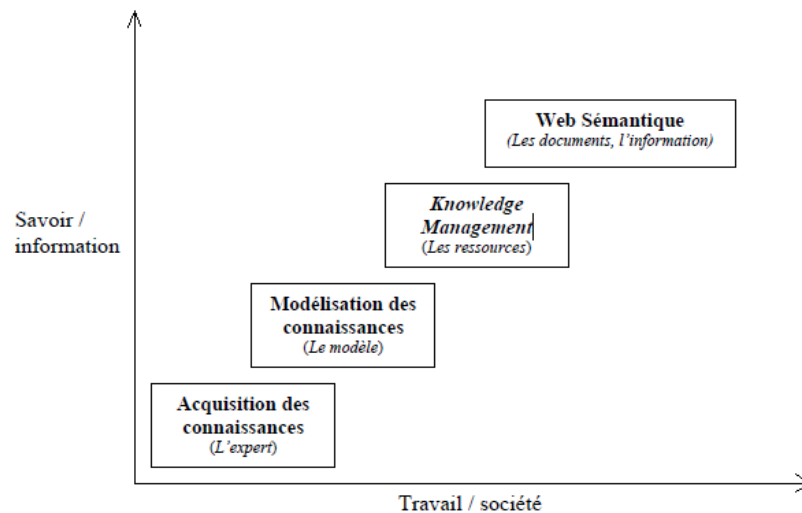 Web Sémantique
(Les documents, l'information)
Knowledge
Management
(Les ressources)
Savoir /
information
Modélisation des
connaissances
(Le modèle)
Acquisition des
connaissances
(L'expert)
Travail / société